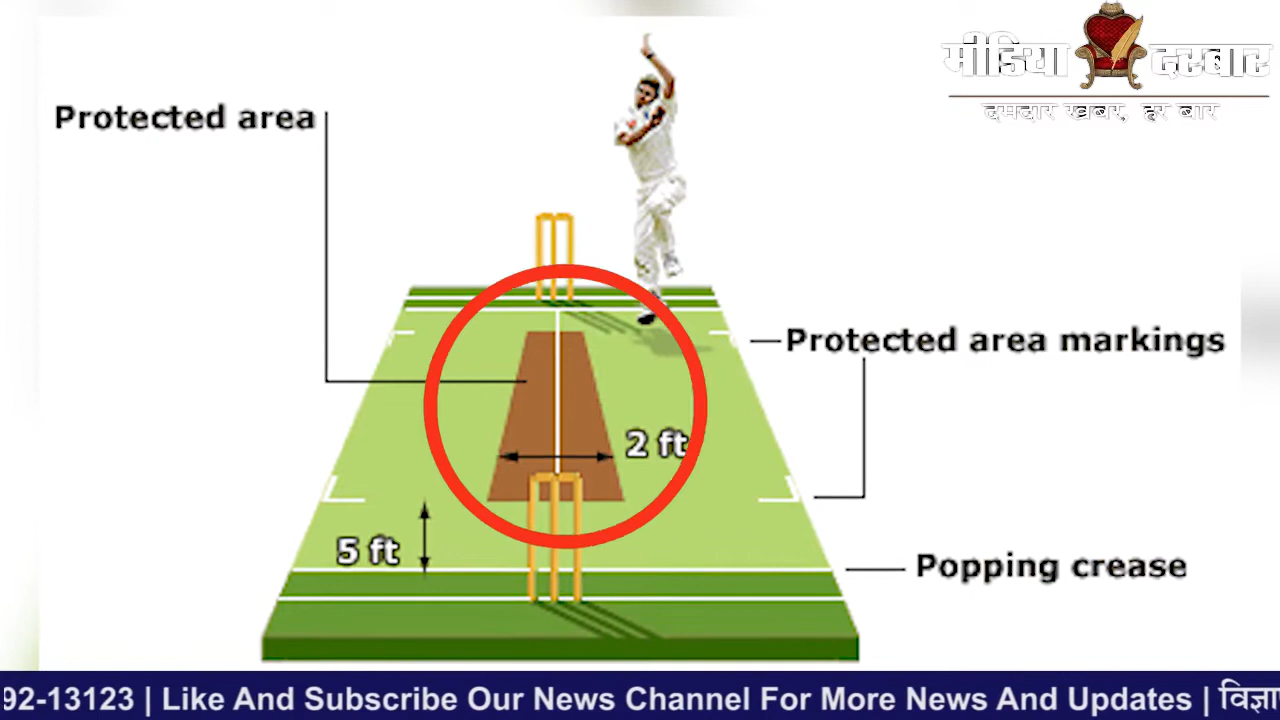 मीडिया दरबार
दमदार खबर, हर बार
Protected area
Protected area markings
2 ft
5 ft
Popping crease
92-13123 | Like And Subscribe Our News Channel For More News And Updates | विज्ञा